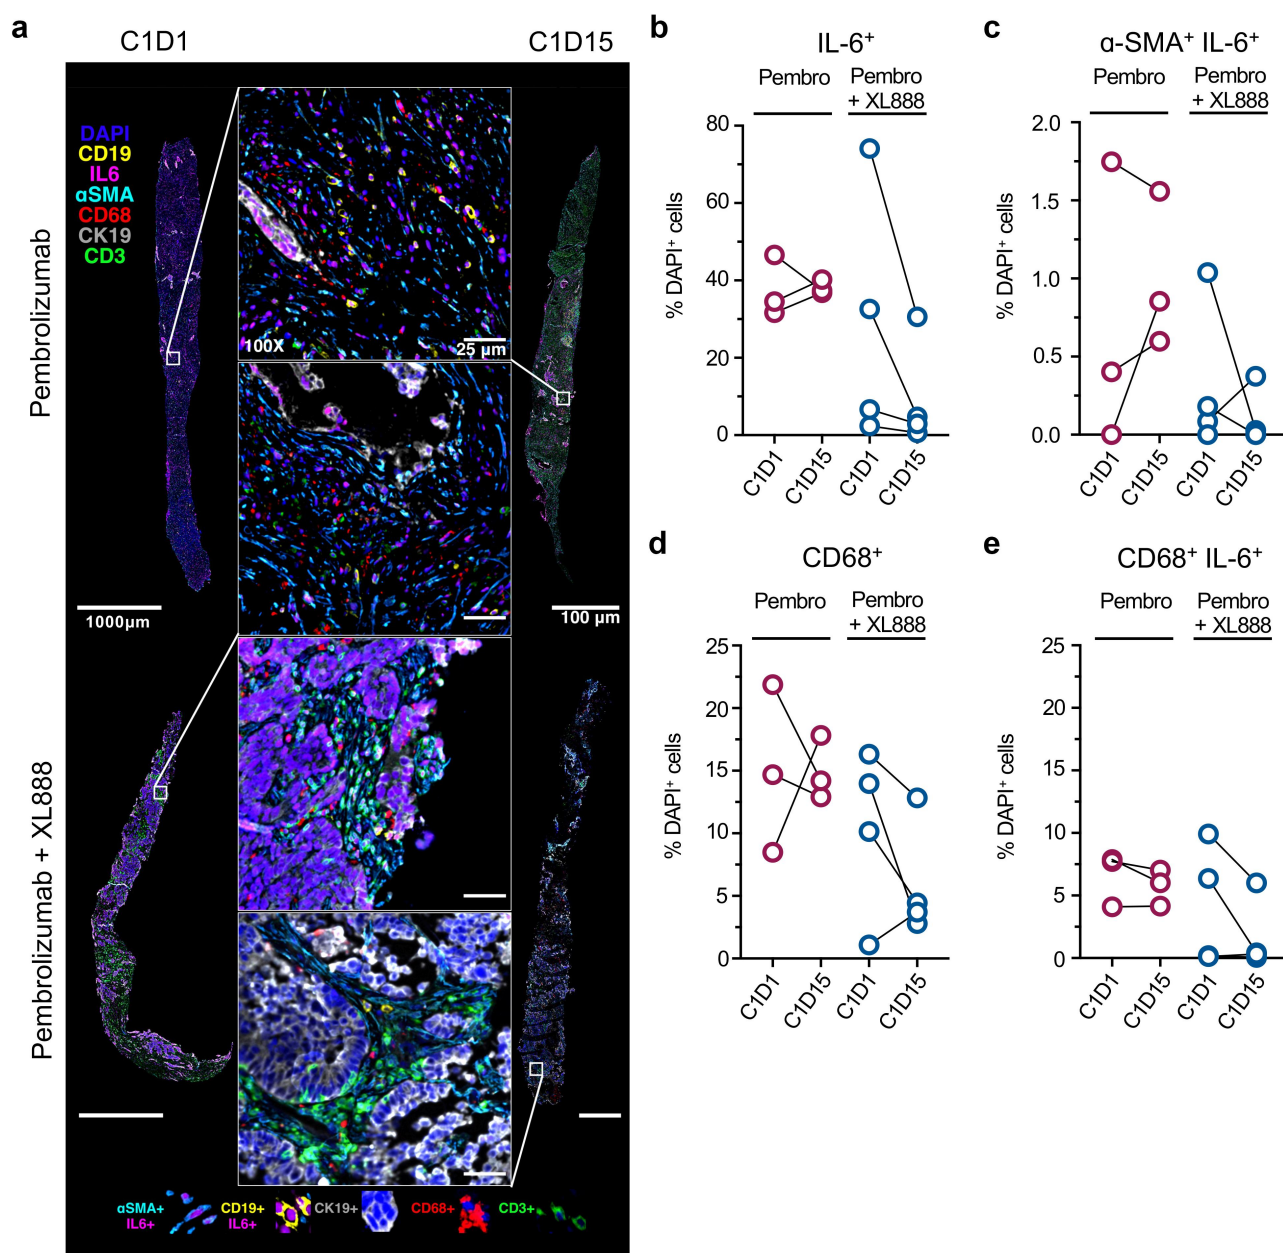 a
C1D1
C1D15
Pembrolizumab
DAPI
CD19
IL6
αSMA
CD68
CK19
CD3
100X
25 µm
1000µm
100 µm
Pembrolizumab + XL888
αSMA+
IL6+
CD19+
IL6+
CK19+
CD68+
CD3+
b
IL-6⁺
Pembro
Pembro
+ XL888
% DAPI⁺ cells
80
60
40
20
0
C1D1
C1D15
C1D1
C1D15
c
α-SMA⁺ IL-6⁺
Pembro
Pembro
+ XL888
% DAPI⁺ cells
2.0
1.5
1.0
0.5
0.0
C1D1
C1D15
C1D1
C1D15
d
CD68⁺
Pembro
Pembro
+ XL888
% DAPI⁺ cells
25
20
15
10
5
0
C1D1
C1D15
C1D1
C1D15
e
CD68⁺ IL-6⁺
Pembro
Pembro
+ XL888
% DAPI⁺ cells
25
20
15
10
5
0
C1D1
C1D15
C1D1
C1D15